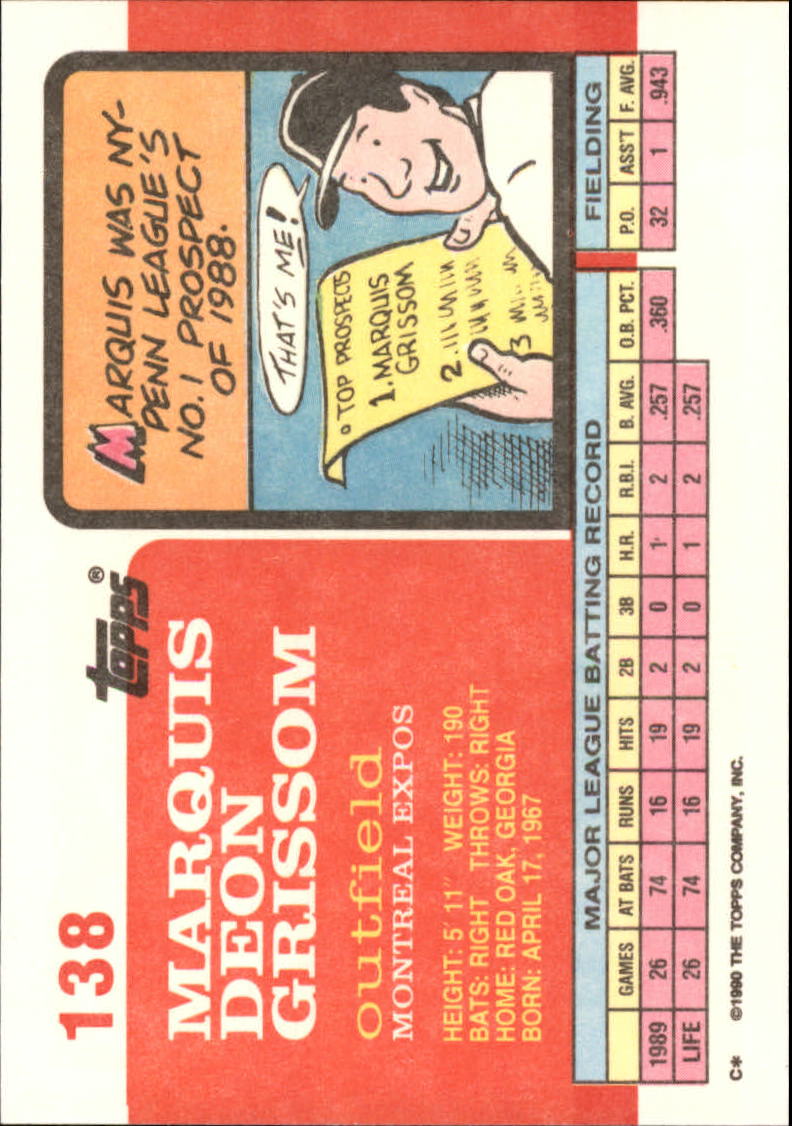 138
Topps®
MARQUIS
DEON
GRISSOM
outfield
MONTREAL EXPOS
HEIGHT: 5' 11" WEIGHT: 190
BATS: RIGHT THROWS: RIGHT
HOME: RED OAK, GEORGIA
BORN: APRIL 17, 1967
MARQUIS WAS NY-
PENN LEAGUE'S
NO. 1 PROSPECT
OF 1988.
THAT'S ME!
TOP PROSPECTS
1. MARQUIS
GRISSOM
2.
3
MAJOR LEAGUE BATTING RECORD FIELDING
GAMES AT BATS RUNS HITS 2B 3B H.R. R.B.I. B. AVG. O.B. PCT. P.O. ASS'T F. AVG.
1989 26 74 16 19 2 0 1 2 .257 .360 32 1 .943
LIFE 26 74 16 19 2 0 1 2 .257
C* ©1990 THE TOPPS COMPANY, INC.